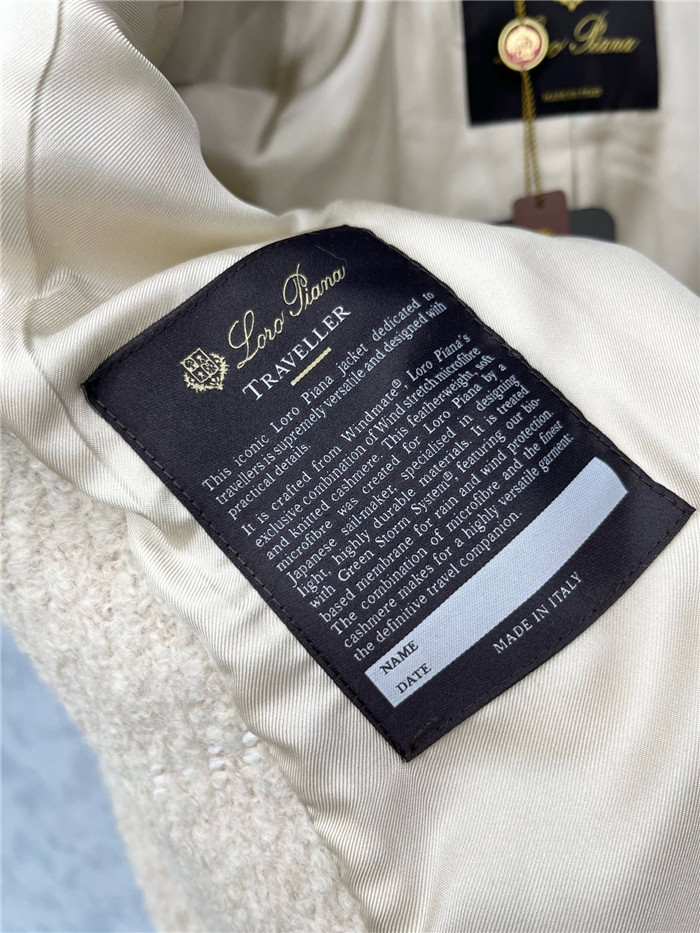 Loro Piana
MADE IN ITALY
Loro Piana
TRAVELLER
This iconic Loro Piana jacket dedicated to
travelers is supremely versatile and designed with
practical details.
It is crafted from Windmate® Loro Piana's
exclusive combination of Wind stretch microfibre
and knitted cashmere. This featherweight, soft
microfibre was created for Loro Piana by a
Japanese sail-maker, specialised in designing
light, highly durable materials. It is treated
with Green Storm System® featuring our bio-
based membrane for rain and wind protection.
The combination of microfibre and the finest
cashmere makes for a highly versatile garment:
the definitive travel companion.
NAME
DATE
MADE IN ITALY